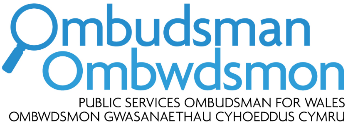 Ombudsman
Ombwdsmon
PUBLIC SERVICES OMBUDSMAN FOR WALES
OMBWDSMON GWASANAETHAU CYHOEDDUS CYMRU